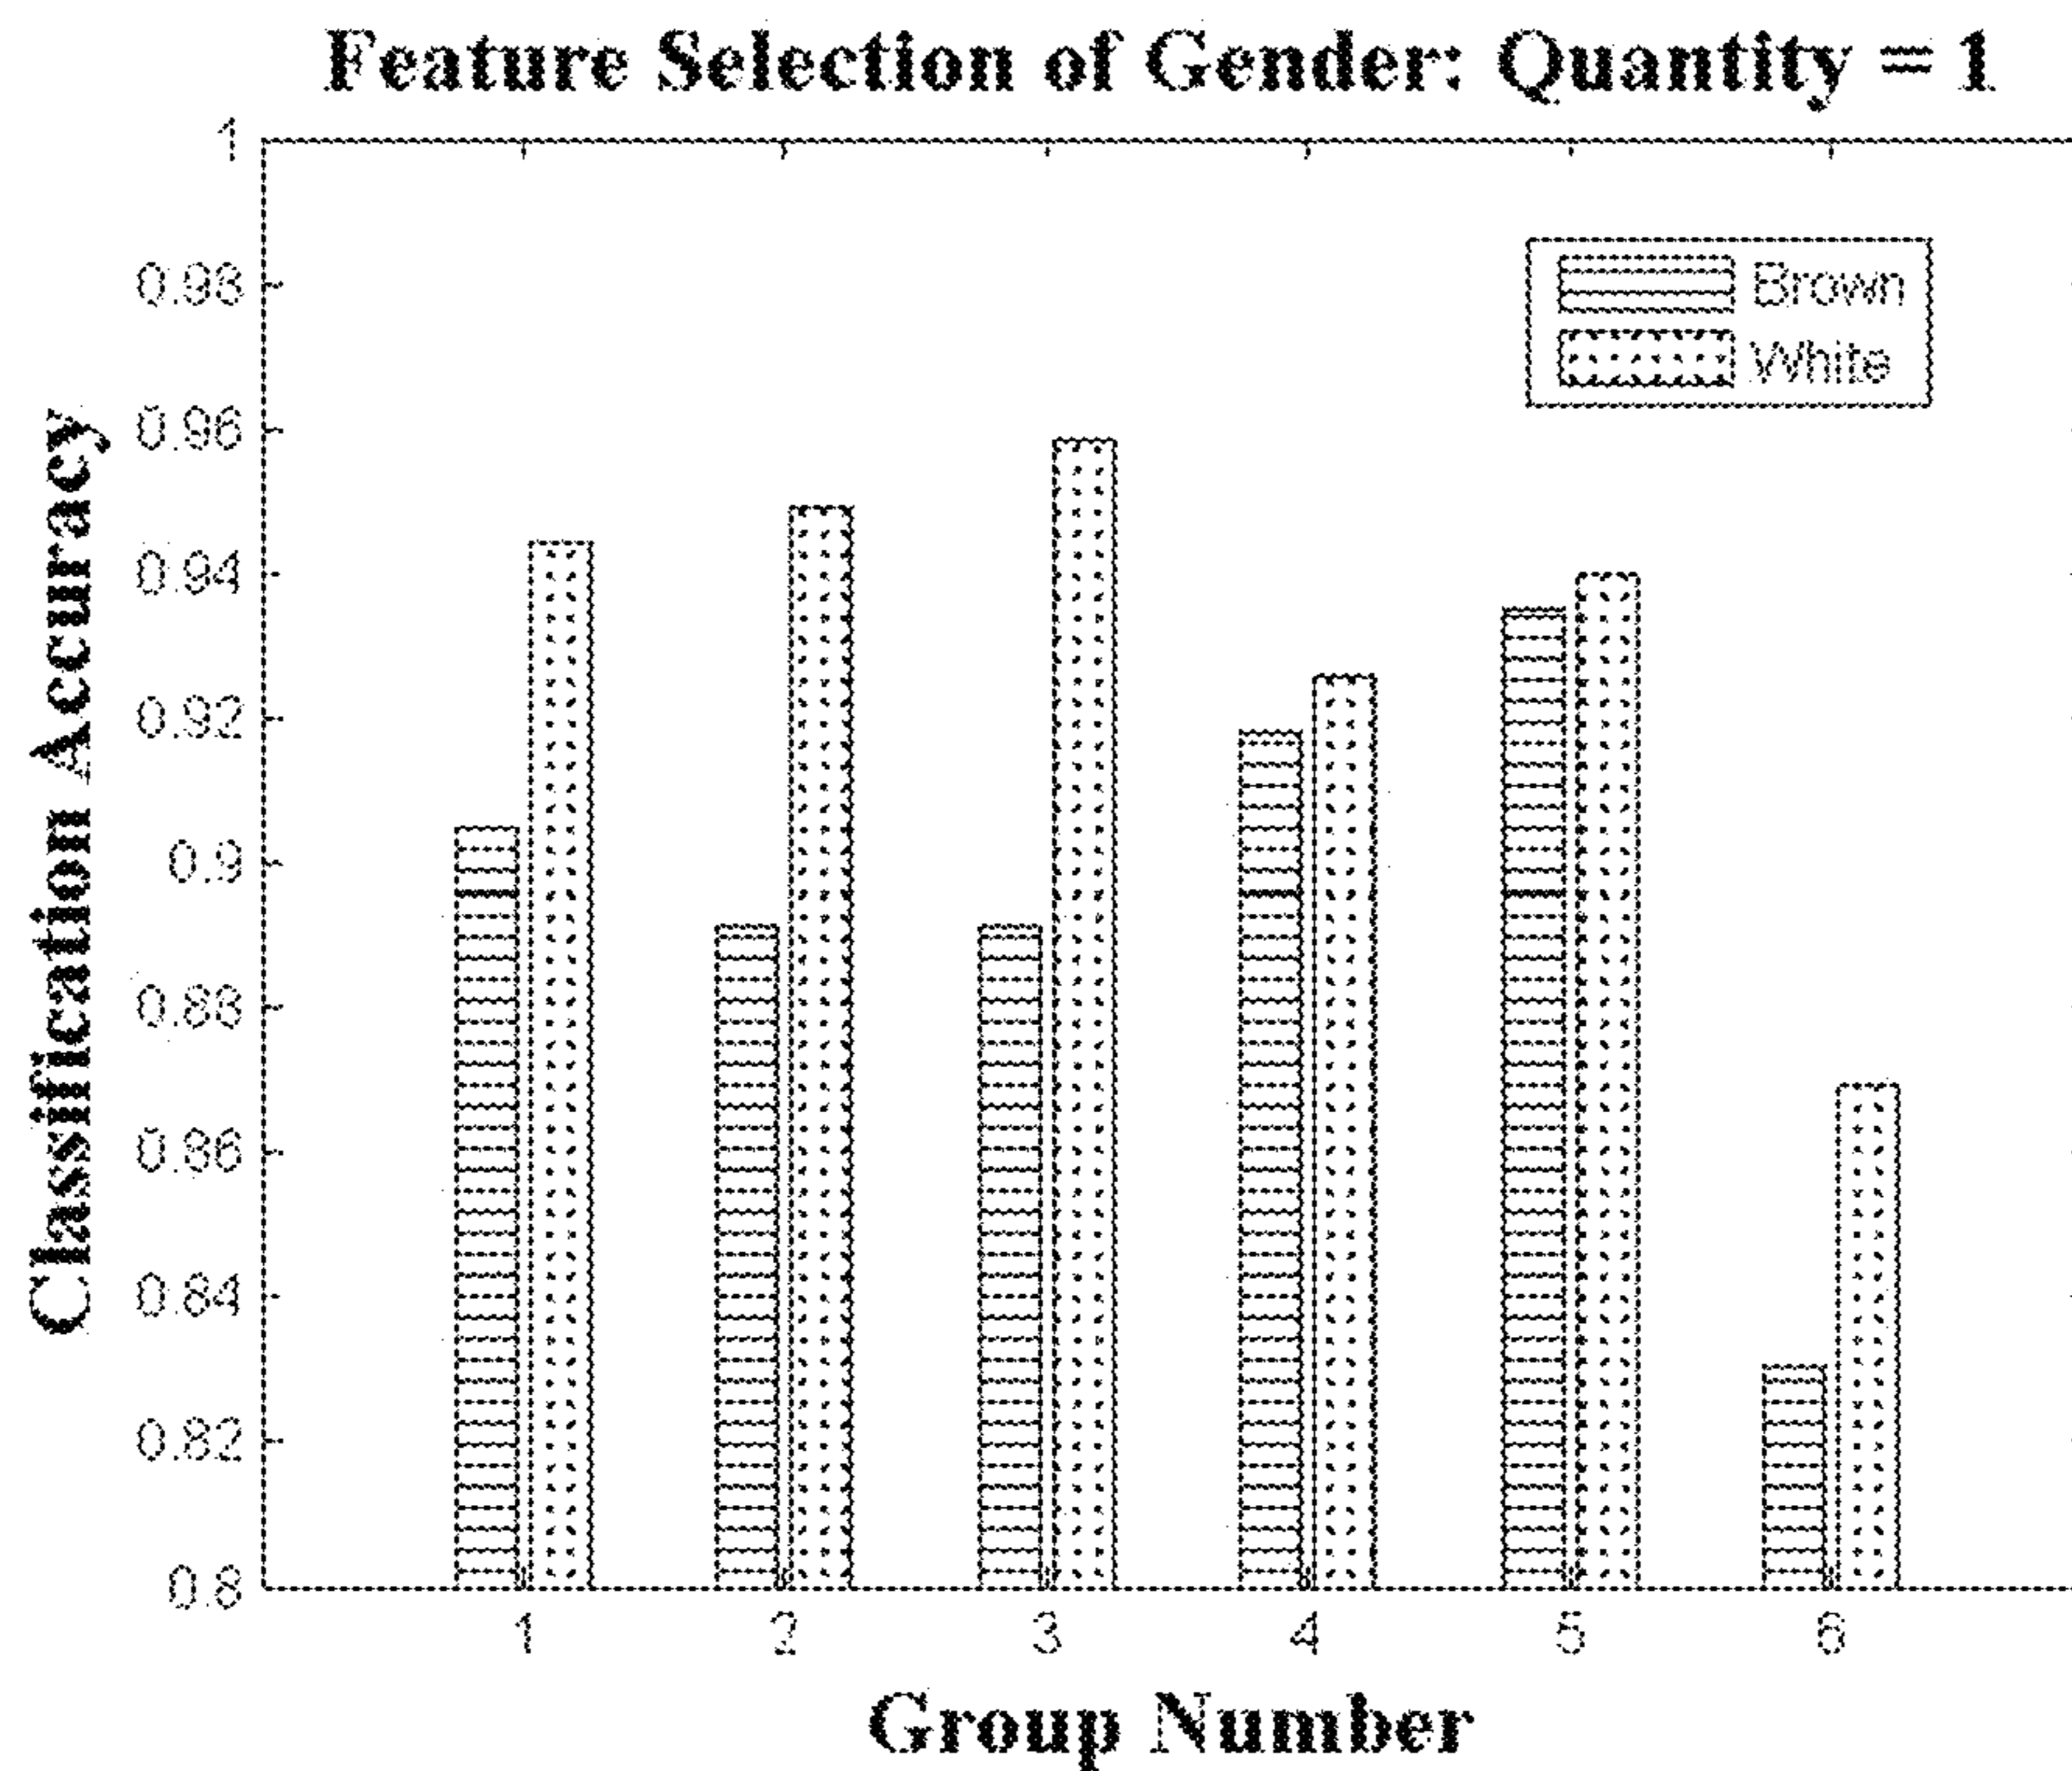 Feature Selection of Gender: Quantity = 1
1
0.98
0.96
0.94
0.92
0.9
0.88
0.86
0.84
0.82
0.8
Classification Accuracy
Brown
White
1 2 3 4 5 6
Group Number